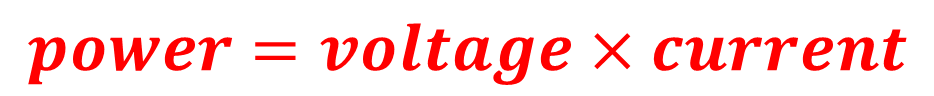 power = voltage × current